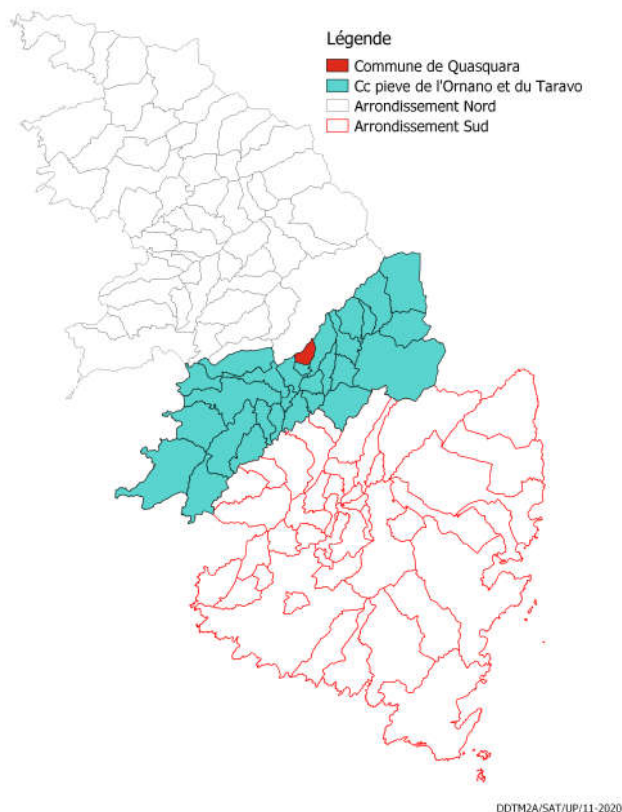 Légende
Commune de Quasquara
Cc pieve de l'Ornano et du Taravo
Arrondissement Nord
Arrondissement Sud
DDTM2A/SAT/UP/11-2020